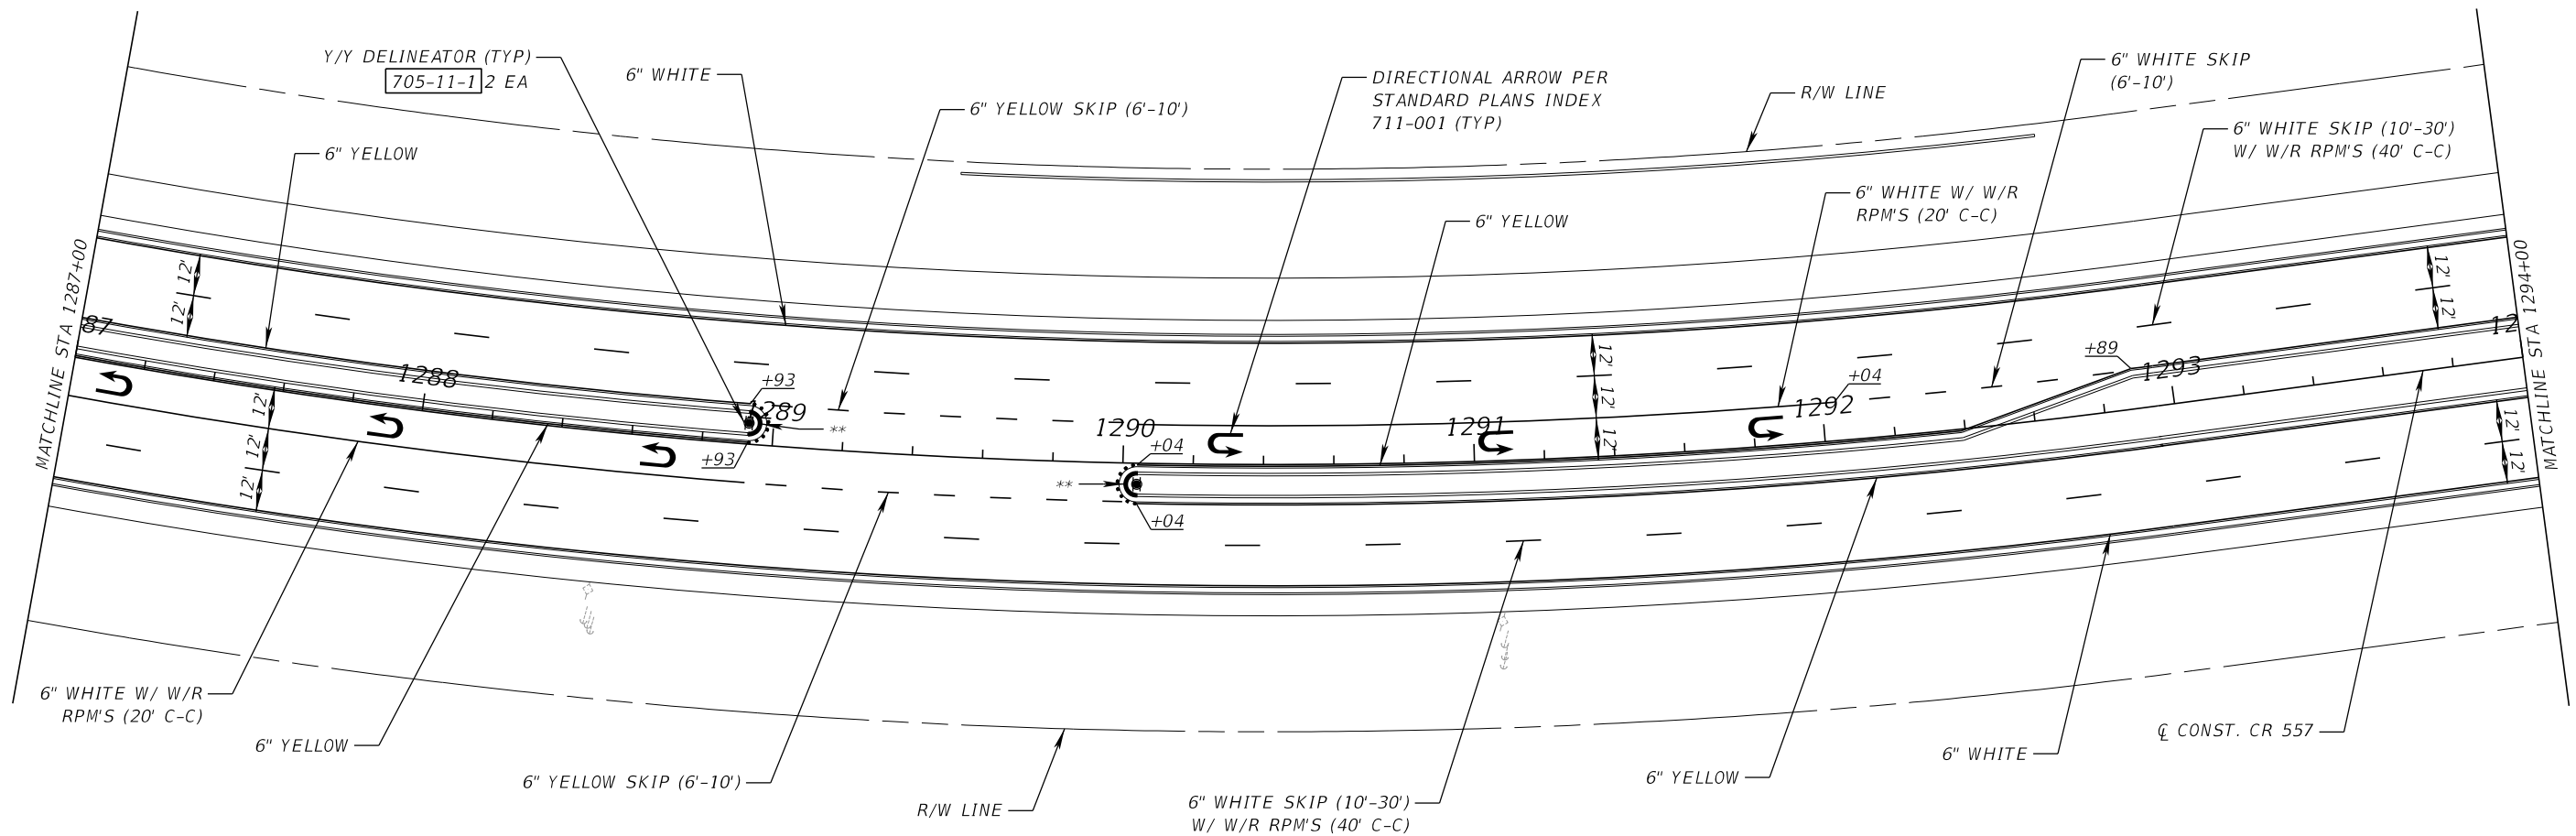 Y/Y DELINEATOR (TYP)
705-11-1 2 EA
6" WHITE
6" YELLOW SKIP (6'-10')
6" YELLOW
DIRECTIONAL ARROW PER
STANDARD PLANS INDEX
711-001 (TYP)
R/W LINE
6" WHITE SKIP
(6'-10')
6" WHITE SKIP (10'-30')
W/ W/R RPM'S (40' C-C)
6" WHITE W/ W/R
RPM'S (20' C-C)
6" YELLOW
MATCHLINE STA 1287+00
MATCHLINE STA 1294+00
12'
12'
12'
12'
12'
12'
12'
12'
12'
12'
12'
12'
87
1288
289
1290
1291
1292
1293
12
+93
+93
**
**
+04
+04
+04
+89
6" WHITE W/ W/R
RPM'S (20' C-C)
6" YELLOW
6" YELLOW SKIP (6'-10')
R/W LINE
6" WHITE SKIP (10'-30')
W/ W/R RPM'S (40' C-C)
6" YELLOW
6" WHITE
℄ CONST. CR 557